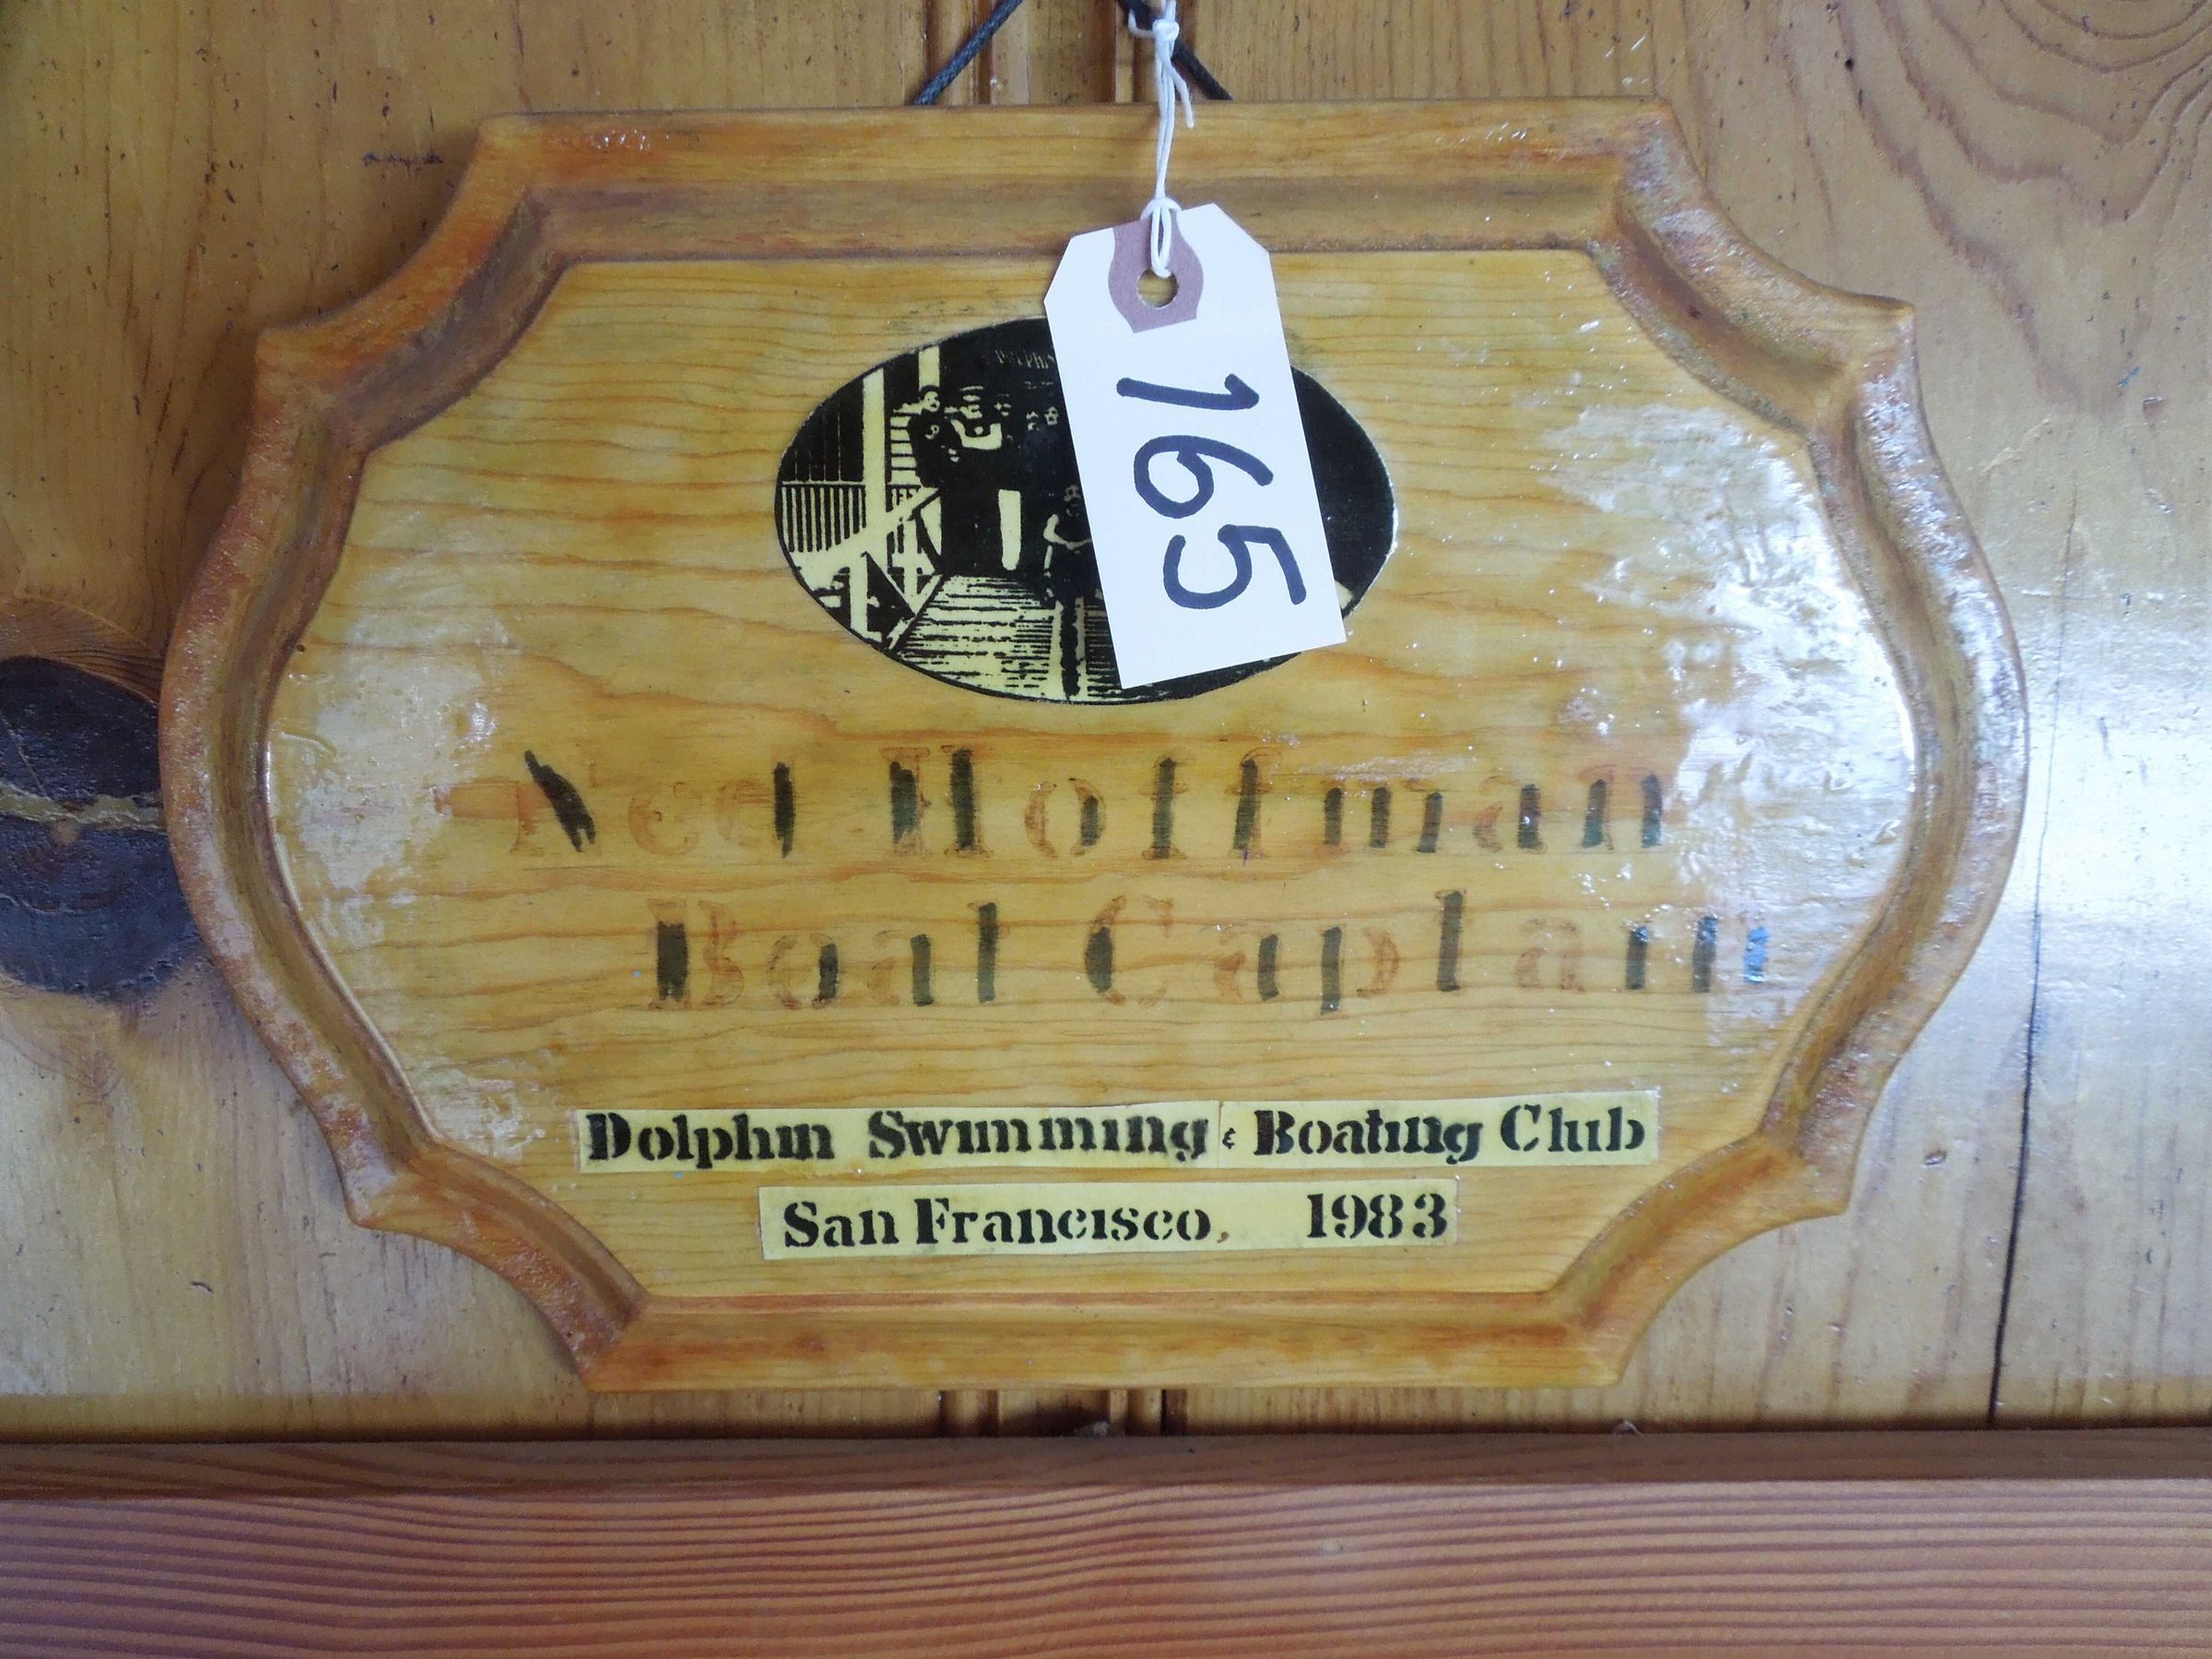 165
Ned Hoffman
Boat Captain
Dolphin Swimming & Boating Club
San Francisco, 1983